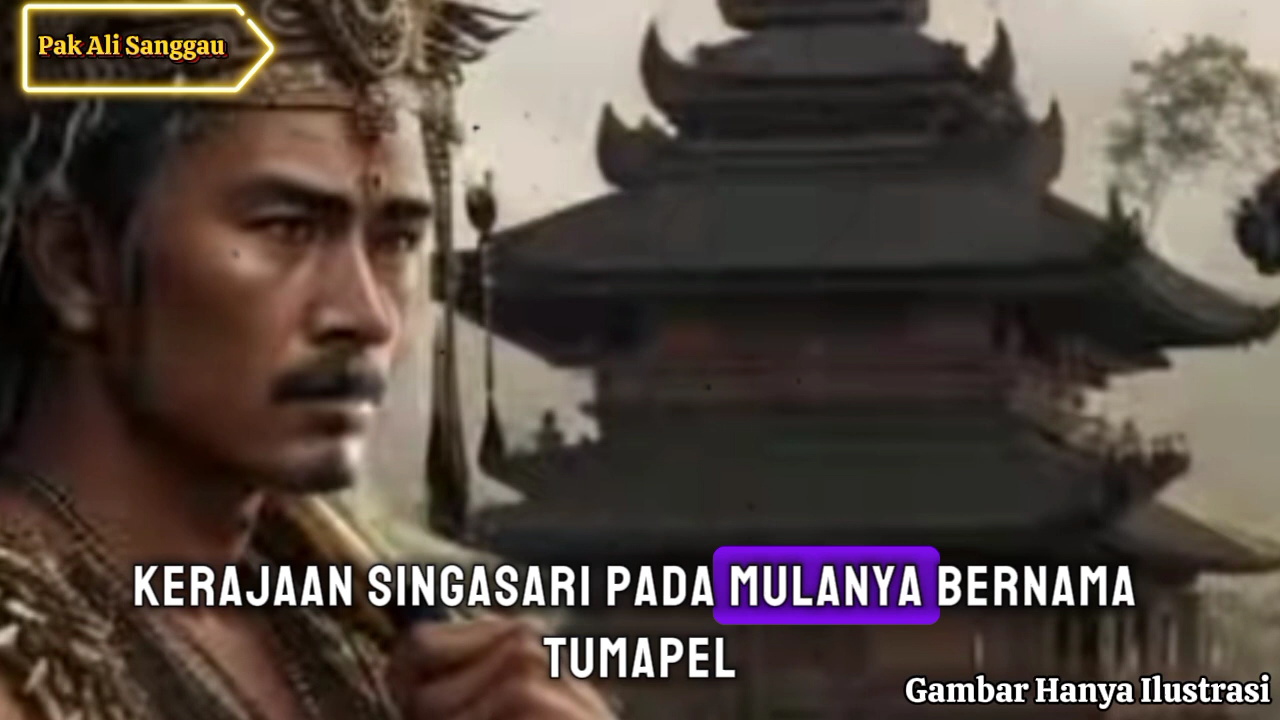 Pak Ali Sanggau
KERAJAAN SINGASARI PADA MULANYA BERNAMA
TUMAPEL
Gambar Hanya Ilustrasi